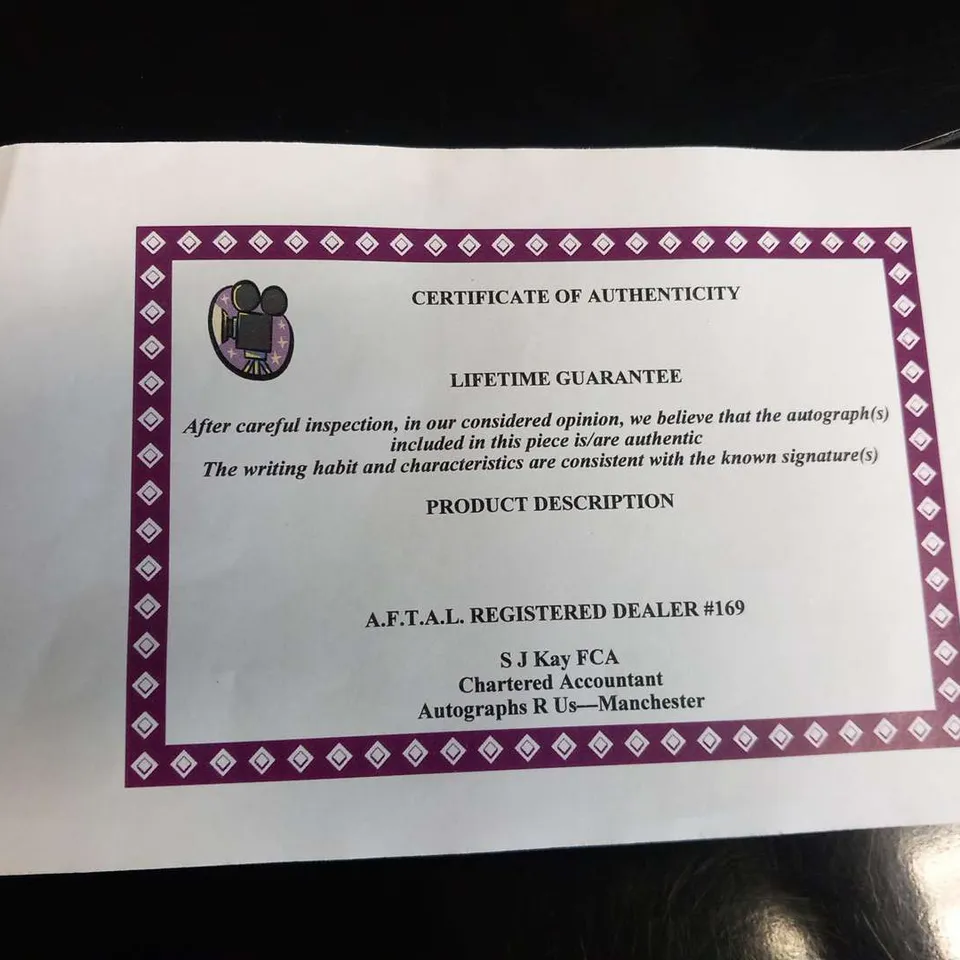 CERTIFICATE OF AUTHENTICITY
LIFETIME GUARANTEE
After careful inspection, in our considered opinion, we believe that the autograph(s)
included in this piece is/are authentic
The writing habit and characteristics are consistent with the known signature(s)
PRODUCT DESCRIPTION
A.F.T.A.L. REGISTERED DEALER #169
S J Kay FCA
Chartered Accountant
Autographs R Us—Manchester